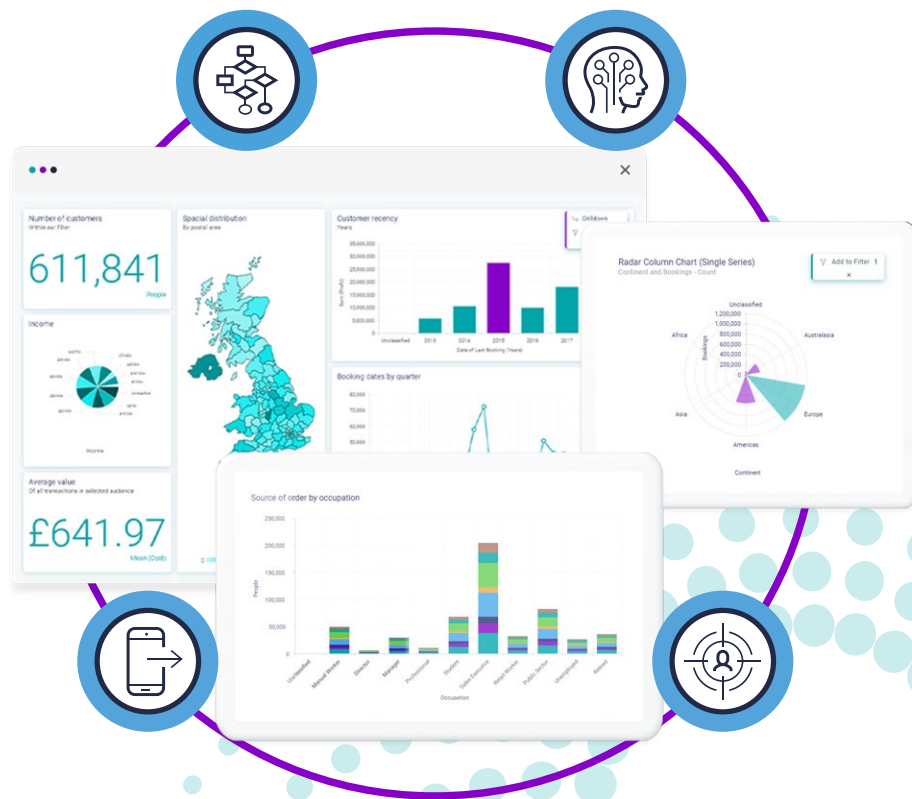 Number of customers
Within our filter
611,841
People
Income
Income
Average value
Of all transactions in selected audience
£641.97
Mean (Cost)
Spacial distribution
By postal area
Customer recency
Years
Drilldown
35,000,000
30,000,000
25,000,000
20,000,000
15,000,000
10,000,000
5,000,000
0
Sum (Profit)
Unclassified 2013 2014 2015 2016 2017
Date of Last Booking (Years)
Booking dates by quarter
80,000
70,000
60,000
50,000
Radar Column Chart (Single Series)
Continent and Bookings - Count
Add to Filter 1
Unclassified
1,200,000
1,000,000
800,000
600,000
400,000
200,000
0
Bookings
Africa
Australasia
Asia
Europe
Americas
Continent
Source of order by occupation
250,000
200,000
150,000
100,000
50,000
0
People
Unclassified
Manual Worker
Director
Manager
Professional
Student
Sales Executive
Retail Worker
Public Sector
Unemployed
Retired
Occupation